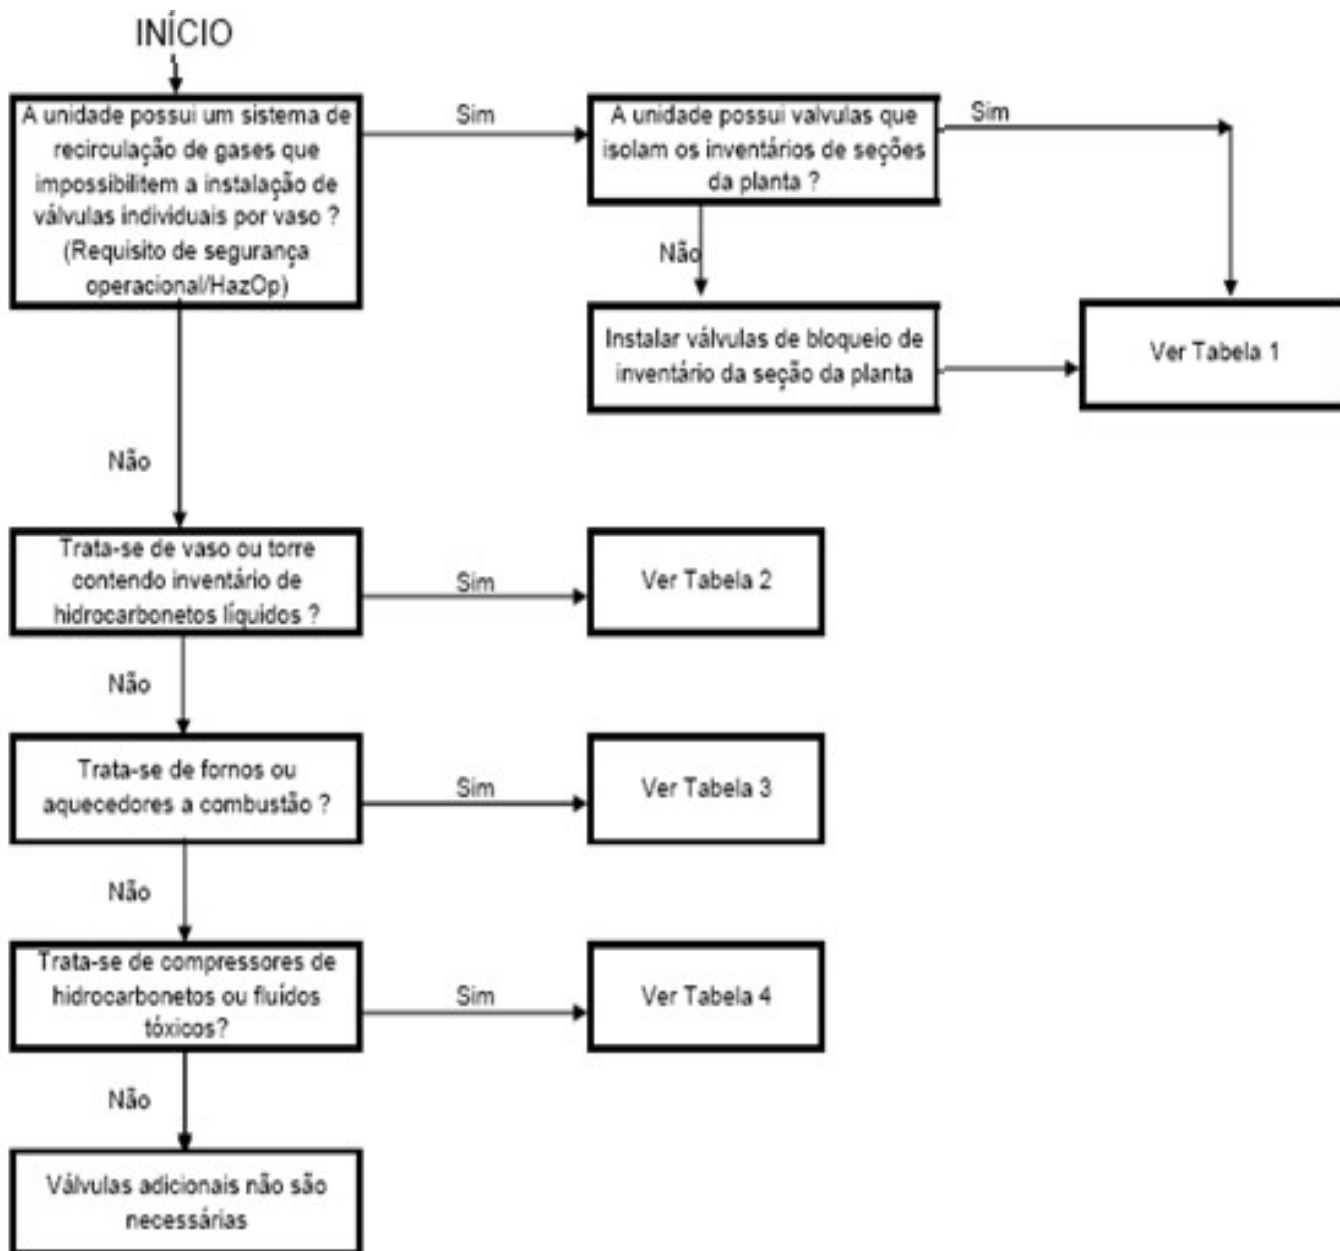 INÍCIO
A unidade possui um sistema de
recirculação de gases que
impossibilitem a instalação de
válvulas individuais por vaso ?
(Requisito de segurança
operacional/HazOp)
Sim
A unidade possui valvulas que
isolam os inventários de seções
da planta ?
Sim
Não
Instalar válvulas de bloqueio de
inventário da seção da planta
Ver Tabela 1
Não
Trata-se de vaso ou torre
contendo inventário de
hidrocarbonetos líquidos ?
Sim
Ver Tabela 2
Não
Trata-se de fornos ou
aquecedores a combustão ?
Sim
Ver Tabela 3
Não
Trata-se de compressores de
hidrocarbonetos ou fluídos
tóxicos?
Sim
Ver Tabela 4
Não
Válvulas adicionais não são
necessárias